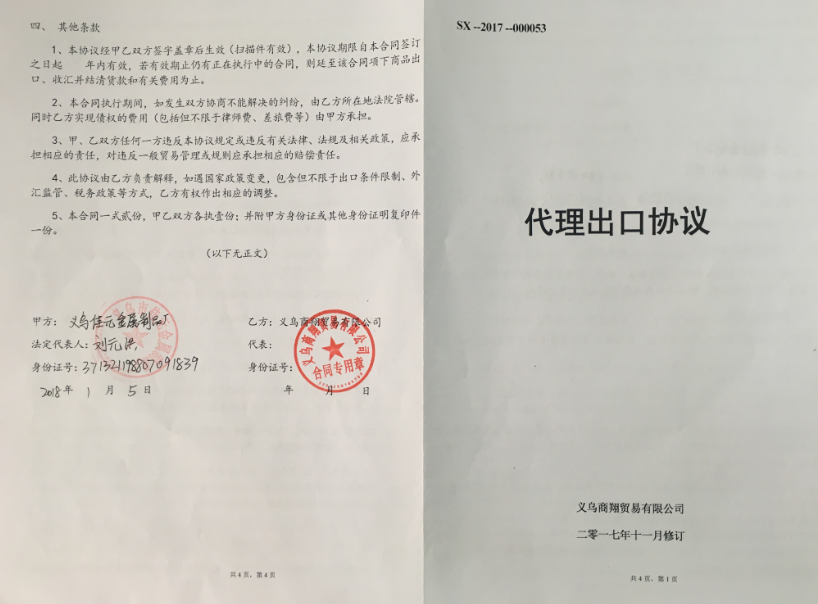 四、 其他条款
1、本协议经甲乙双方签字盖章后生效（扫描件有效），本协议期限自本合同签订
之日起 年内有效，若有效期止仍有正在执行中的合同，则延至该合同项下商品出
口、收汇并结清货款和有关费用为止。
2、本合同执行期间，如发生双方协商不能解决的纠纷，由乙方所在地法院管辖。
同时乙方实现债权的费用（包括但不限于律师费、差旅费等）由甲方承担。
3、甲、乙双方任何一方违反本协议规定或违反有关法律、法规及相关政策，应承
担相应的责任，对违反一般贸易管理或规则应承担相应的赔偿责任。
4、此协议由乙方负责解释，如遇国家政策变更，包含但不限于出口条件限制、外
汇监管、税务政策等方式，乙方有权作出相应的调整。
5、本合同一式贰份，甲乙双方各执壹份；并附甲方身份证或其他身份证明复印件
一份。
（以下无正文）
甲方： 义乌佳元金属制品厂
法定代表人：刘元洪
身份证号：371321198807091839
2018年 1 月 5 日
乙方：义乌商翔贸易有限公司
代表：
身份证号：
年 月 日
义乌商翔贸易有限公司
合同专用章
共 4 页，第 4 页
SX --2017 --000053
代理出口协议
义乌商翔贸易有限公司
二零一七年十一月修订
共 4 页，第 1 页